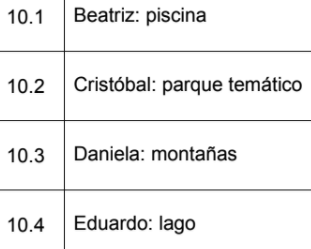 10.1 Beatriz: piscina
10.2 Cristóbal: parque temático
10.3 Daniela: montañas
10.4 Eduardo: lago